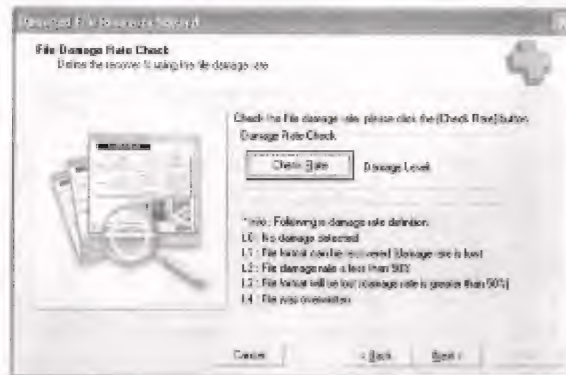 File Damage Rate Check
Define the recover is using the file damage rate
Check the file damage rate, please click the [Check Rate] button.
Damage Rate Check
Check Rate
Damage Level:
* Info : Following is damage rate definition.
L0 : No damage detected
L1 : File format can be recovered (damage rate is low)
L2 : File damage rate is less than 50%
L3 : File format will be lost (damage rate is greater than 50%)
L4 : File was overwritten
Cancel
< Back
Next >